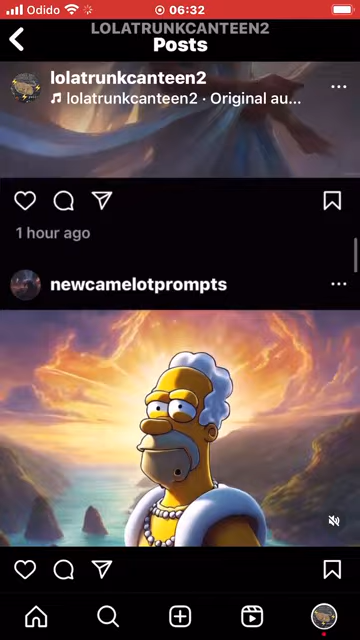 Odido
06:32
LOLATRUNKCANTEEN2
Posts
lolatrunkcanteen2
lolatrunkcanteen2 · Original au...
1 hour ago
newcamelotprompts